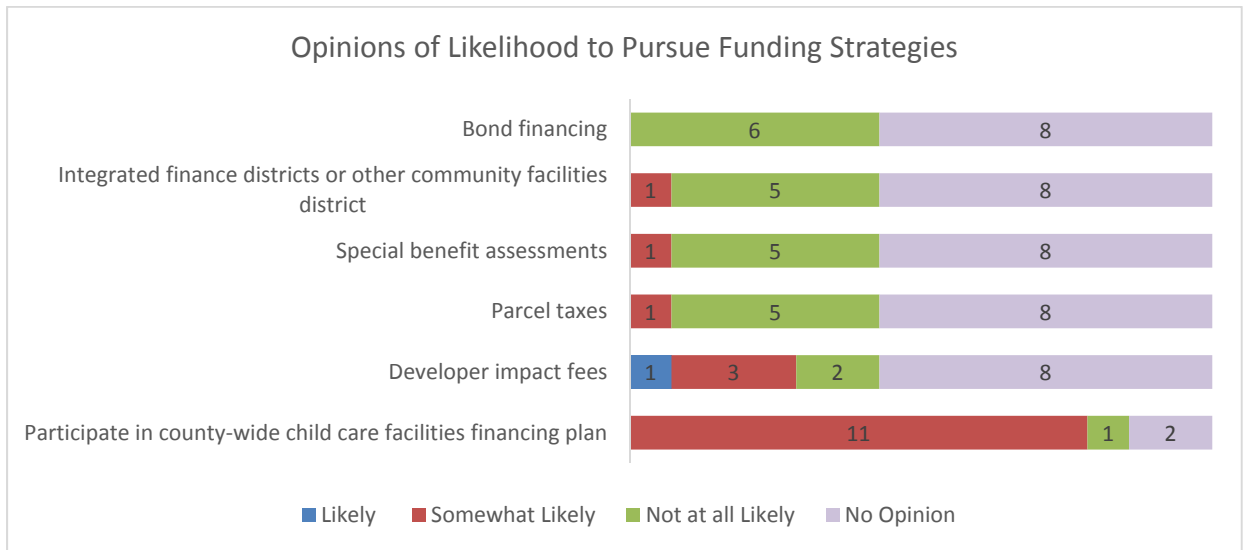 Opinions of Likelihood to Pursue Funding Strategies
Bond financing
6
8
Integrated finance districts or other community facilities
district
1
5
8
Special benefit assessments
1
5
8
Parcel taxes
1
5
8
Developer impact fees
1
3
2
8
Participate in county-wide child care facilities financing plan
11
1
2
Likely
Somewhat Likely
Not at all Likely
No Opinion